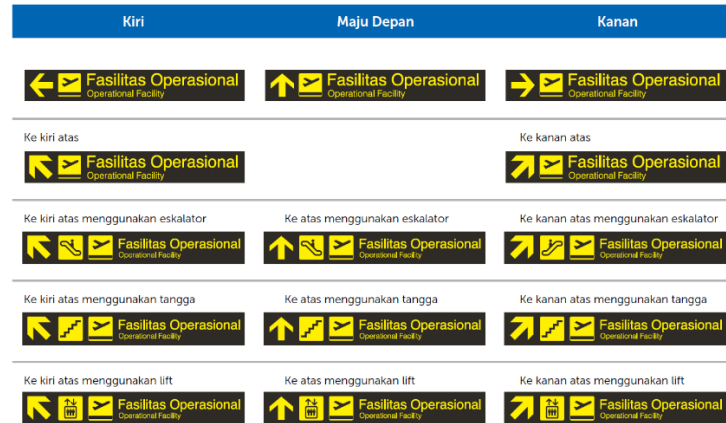 Kiri Maju Depan Kanan
Fasilitas Operasional Fasilitas Operasional Fasilitas Operasional
Operational Facility Operational Facility Operational Facility
Ke kiri atas Ke kanan atas
Fasilitas Operasional Fasilitas Operasional
Operational Facility Operational Facility
Ke kiri atas menggunakan eskalator Ke atas menggunakan eskalator Ke kanan atas menggunakan eskalator
Fasilitas Operasional Fasilitas Operasional Fasilitas Operasional
Operational Facility Operational Facility Operational Facility
Ke kiri atas menggunakan tangga Ke atas menggunakan tangga Ke kanan atas menggunakan tangga
Fasilitas Operasional Fasilitas Operasional Fasilitas Operasional
Operational Facility Operational Facility Operational Facility
Ke kiri atas menggunakan lift Ke atas menggunakan lift Ke kanan atas menggunakan lift
Fasilitas Operasional Fasilitas Operasional Fasilitas Operasional
Operational Facility Operational Facility Operational Facility